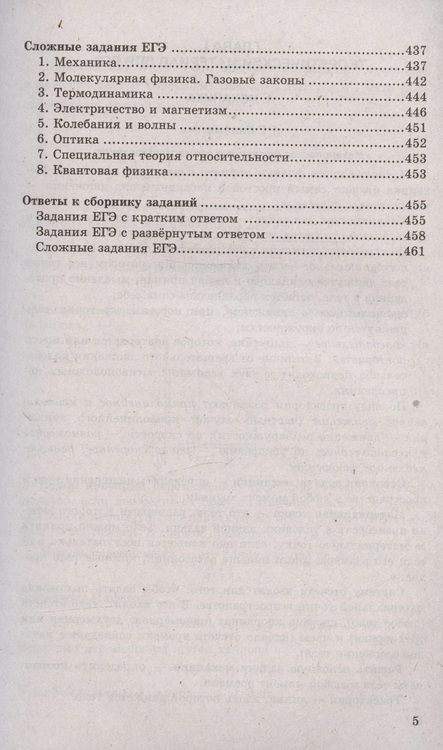 Сложные задания ЕГЭ ........ 437
1. Механика ........ 437
2. Молекулярная физика. Газовые законы ........ 442
3. Термодинамика ........ 444
4. Электричество и магнетизм ........ 446
5. Колебания и волны ........ 451
6. Оптика ........ 452
7. Специальная теория относительности ........ 453
8. Квантовая физика ........ 453
Ответы к сборнику заданий ........ 455
Задания ЕГЭ с кратким ответом ........ 455
Задания ЕГЭ с развёрнутым ответом ........ 458
Сложные задания ЕГЭ ........ 461
5